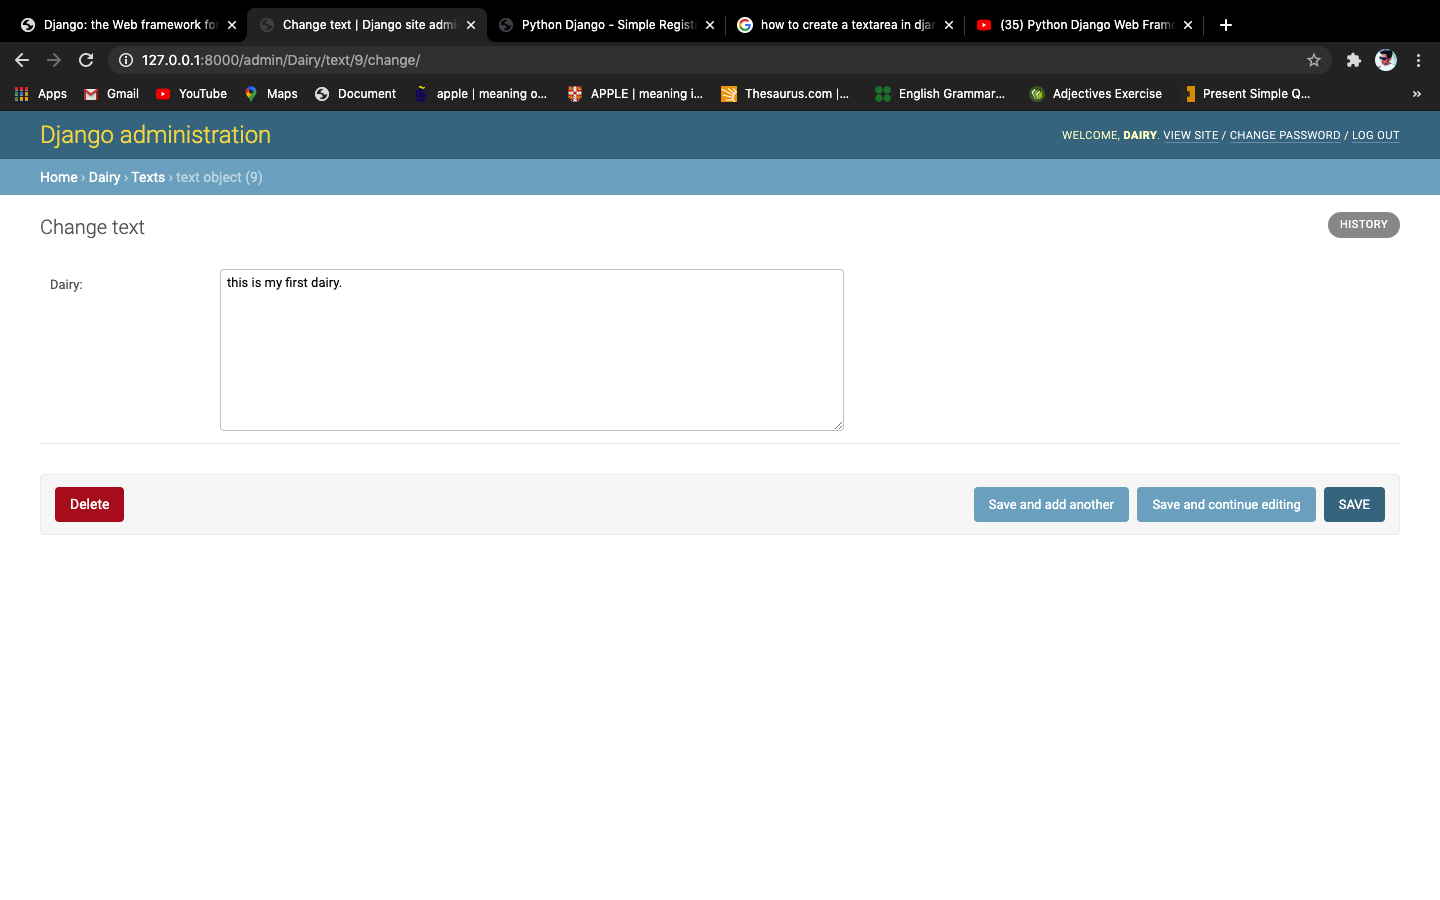 Django: the Web framework fo
Change text | Django site admi
Python Django - Simple Regist
how to create a textarea in djan
(35) Python Django Web Frame
127.0.0.1:8000/admin/Dairy/text/9/change/
Apps
Gmail
YouTube
Maps
Document
apple | meaning o...
APPLE | meaning i...
Thesaurus.com |...
English Grammar...
Adjectives Exercise
Present Simple Q...
»
Django administration
WELCOME, DAIRY. VIEW SITE / CHANGE PASSWORD / LOG OUT
Home › Dairy › Texts › text object (9)
Change text
HISTORY
Dairy:
this is my first dairy.
Delete
Save and add another
Save and continue editing
SAVE